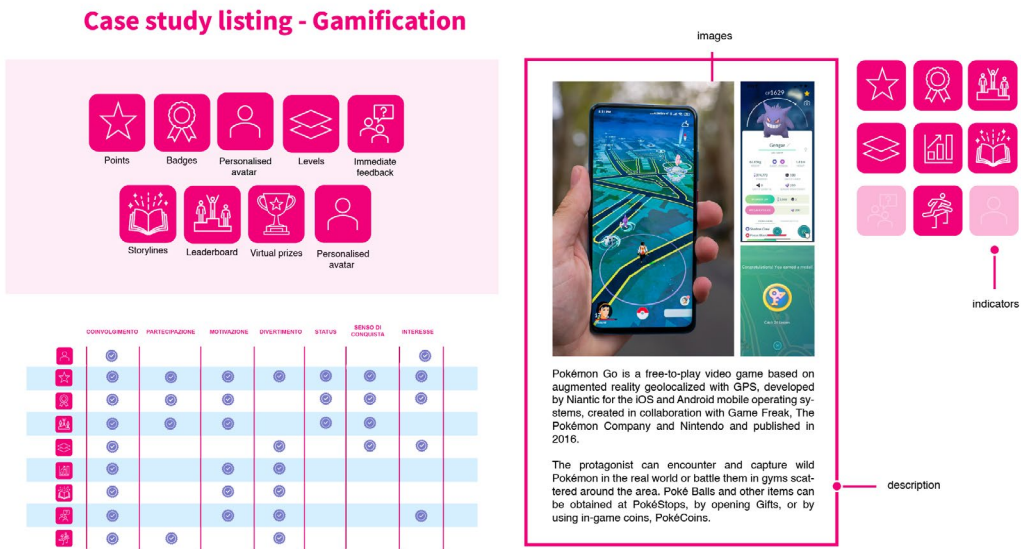 Case study listing - Gamification
Points
Badges
Personalised
avatar
Levels
Immediate
feedback
Storylines
Leaderboard
Virtual prizes
Personalised
avatar
COINVOLGIMENTO
PARTECIPAZIONE
MOTIVAZIONE
DIVERTIMENTO
STATUS
SENSO DI
CONQUISTA
INTERESSE
images
Gengar
Pokémon Go is a free-to-play video game based on
augmented reality geolocalized with GPS, developed
by Niantic for the iOS and Android mobile operating sy-
stems, created in collaboration with Game Freak, The
Pokémon Company and Nintendo and published in
2016.
The protagonist can encounter and capture wild
Pokémon in the real world or battle them in gyms scat-
tered around the area. Poké Balls and other items can
be obtained at PokéStops, by opening Gifts, or by
using in-game coins, PokéCoins.
indicators
description